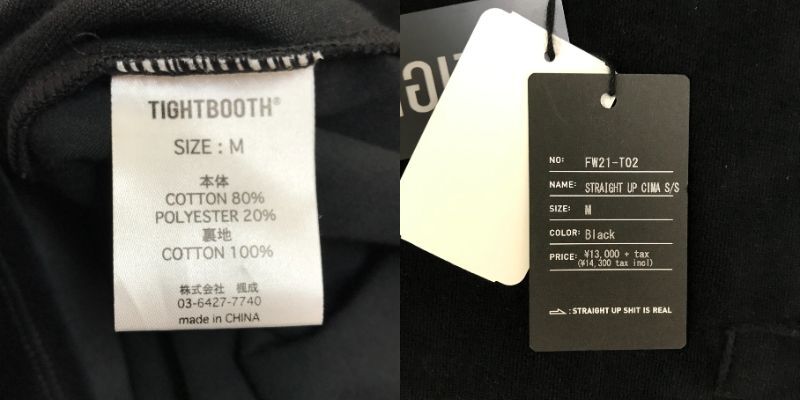 TIGHTBOOTH®
SIZE : M
本体
COTTON 80%
POLYESTER 20%
裏地
COTTON 100%
株式会社 楓成
03-6427-7740
made in CHINA
NO: FW21-T02
NAME: STRAIGHT UP CIMA S/S
SIZE: M
COLOR: Black
PRICE: ¥13,000 + tax
(¥14,300 tax incl)
: STRAIGHT UP SHIT IS REAL